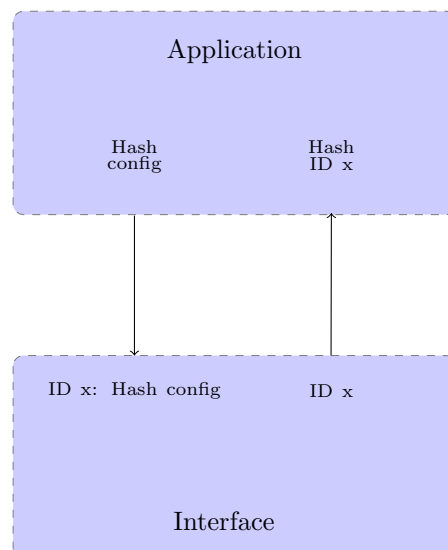 Application
Hash
config
Hash
ID x
ID x: Hash config
ID x
Interface